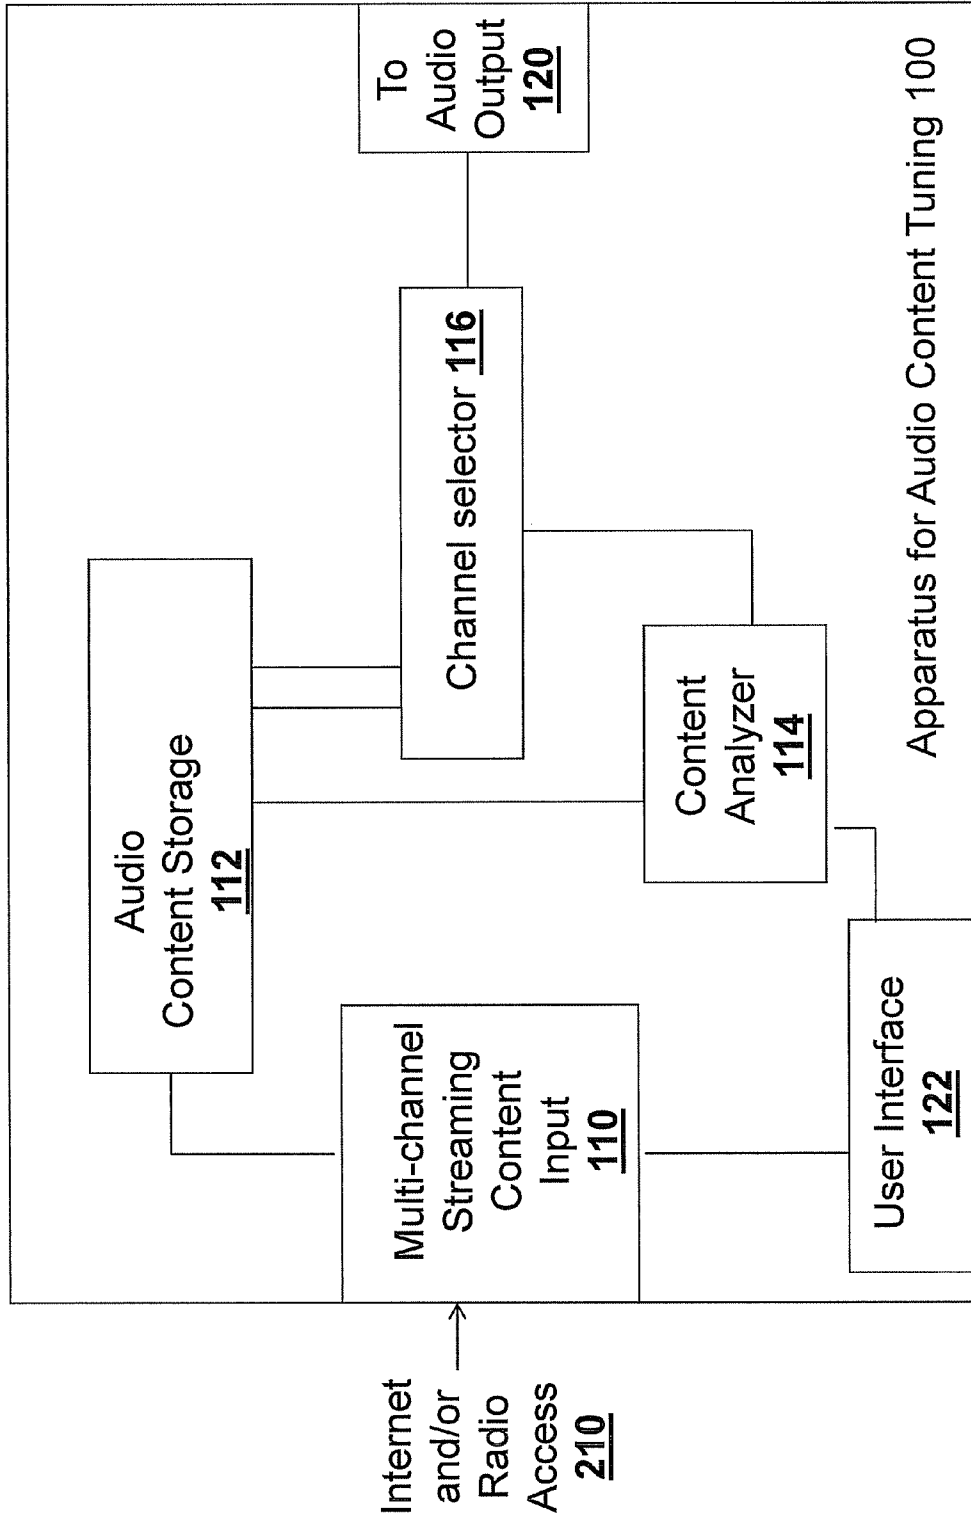 Internet
and/or
Radio
Access
210
Multi-channel
Streaming
Content
Input
110
Audio
Content Storage
112
User Interface
122
Content
Analyzer
114
Channel selector 116
To
Audio
Output
120
Apparatus for Audio Content Tuning 100